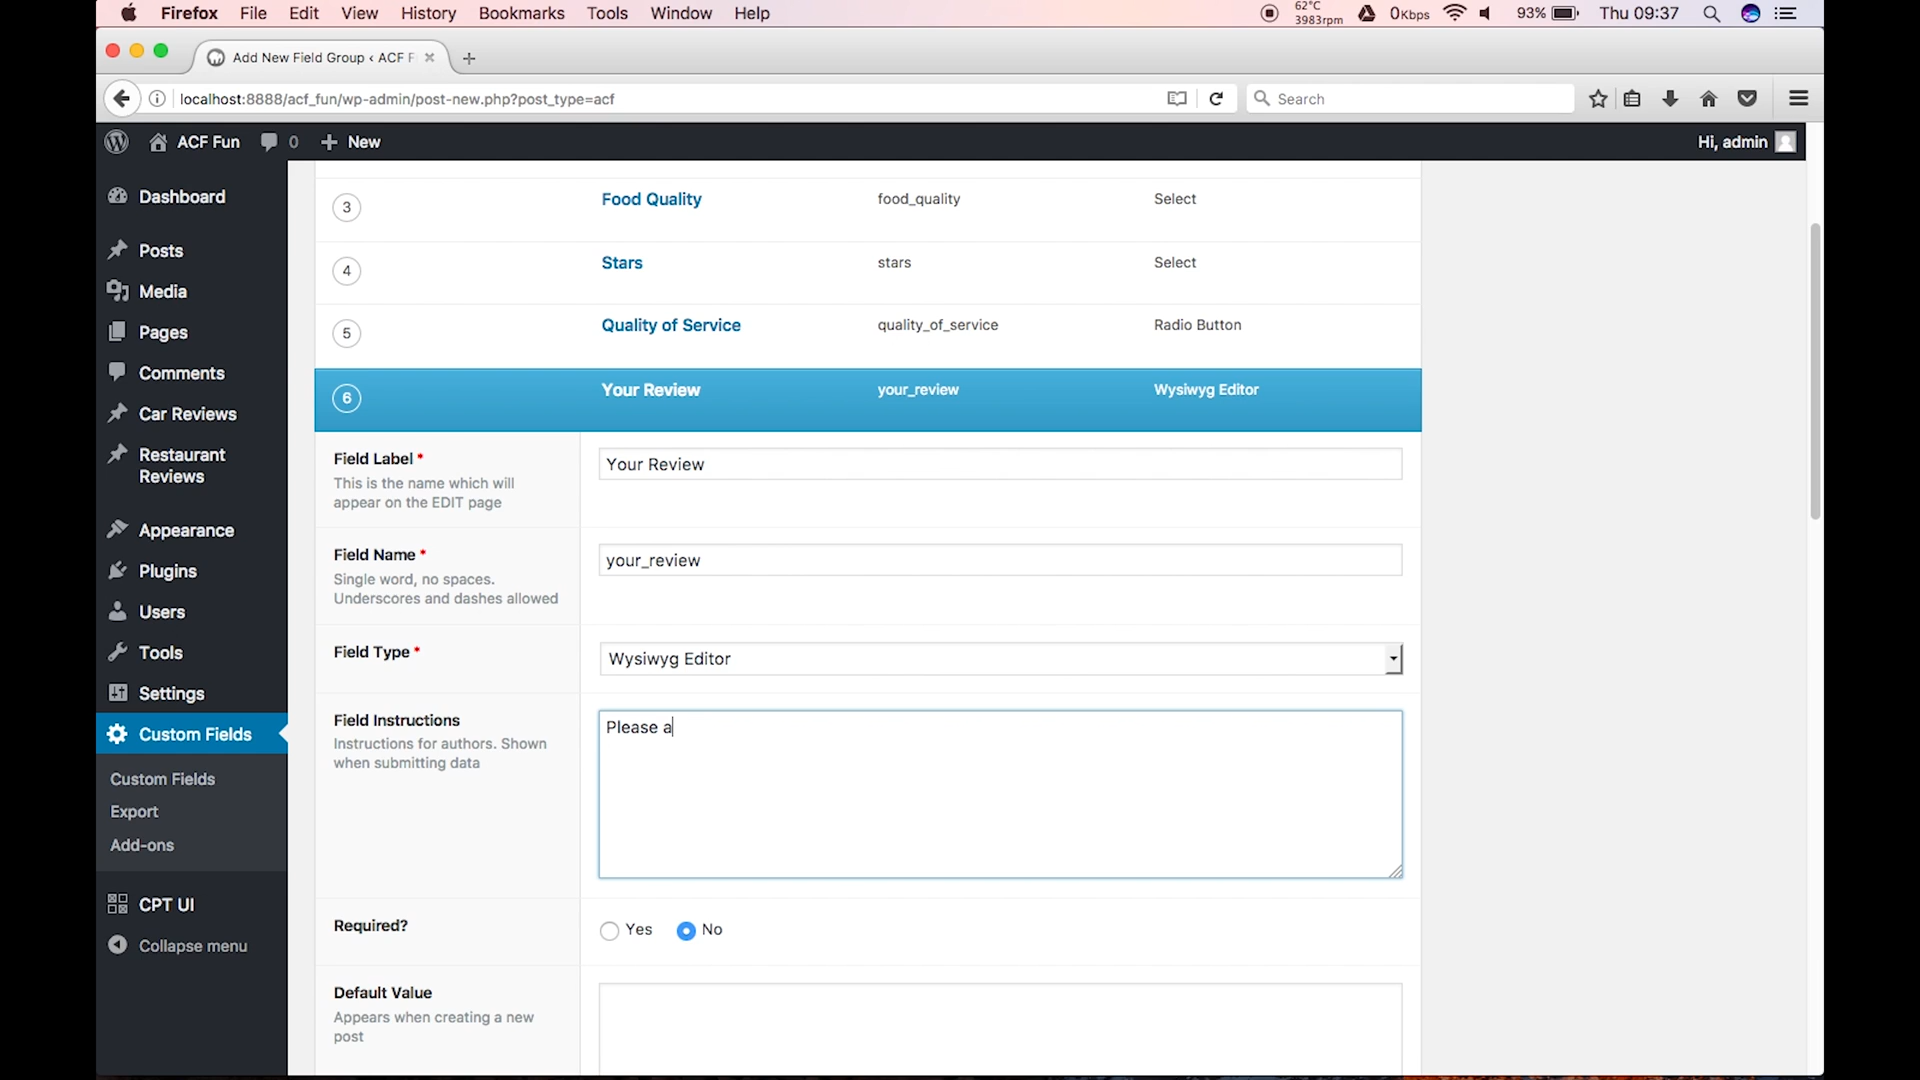 Firefox File Edit View History Bookmarks Tools Window Help 62°C 3983rpm 0Kbps 93% Thu 09:37
Add New Field Group ‹ ACF F
localhost:8888/acf_fun/wp-admin/post-new.php?post_type=acf Search
ACF Fun 0 New Hi, admin
Dashboard
Posts
Media
Pages
Comments
Car Reviews
Restaurant
Reviews
Appearance
Plugins
Users
Tools
Settings
Custom Fields
Custom Fields
Export
Add-ons
CPT UI
Collapse menu
3 Food Quality food_quality Select
4 Stars stars Select
5 Quality of Service quality_of_service Radio Button
6 Your Review your_review Wysiwyg Editor
Field Label * Your Review
This is the name which will
appear on the EDIT page
Field Name * your_review
Single word, no spaces.
Underscores and dashes allowed
Field Type * Wysiwyg Editor
Field Instructions Please a
Instructions for authors. Shown
when submitting data
Required? Yes No
Default Value
Appears when creating a new
post